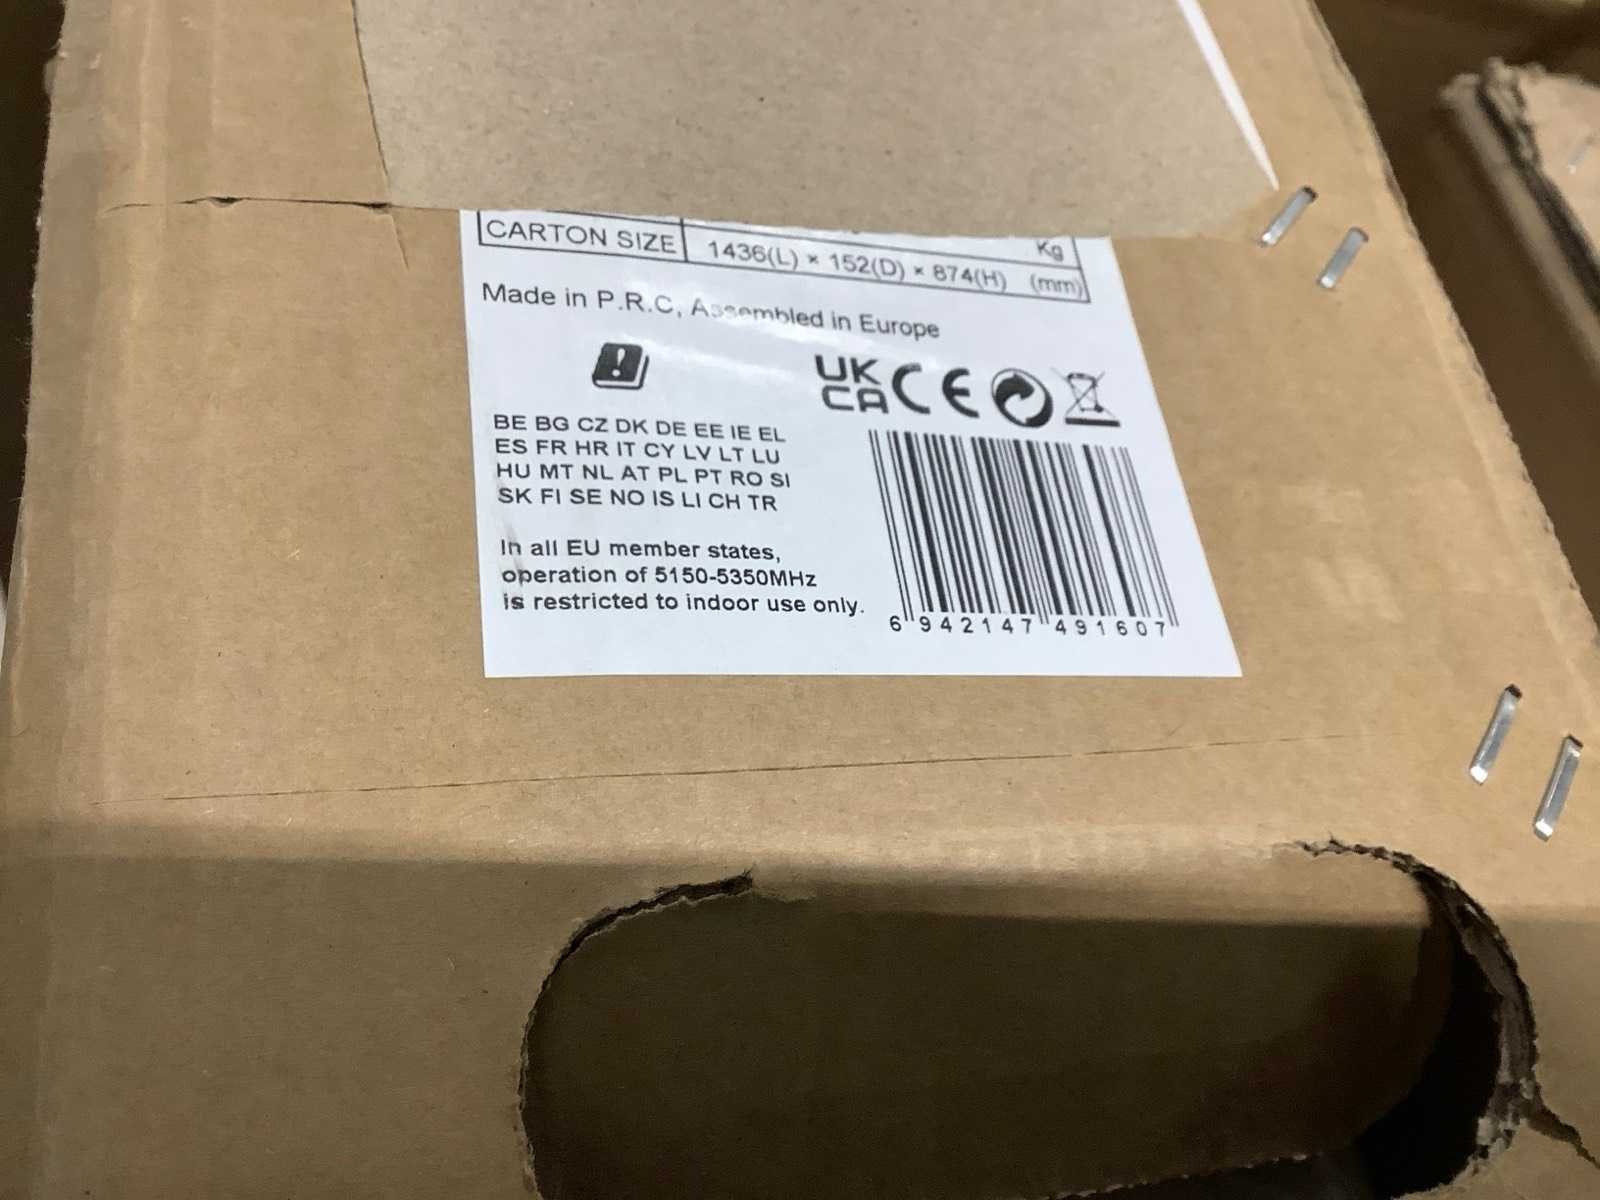 Kg
CARTON SIZE 1436(L) × 152(D) × 874(H) (mm)
Made in P.R.C, Assembled in Europe
UK
CA CE
BE BG CZ DK DE EE IE EL
ES FR HR IT CY LV LT LU
HU MT NL AT PL PT RO SI
SK FI SE NO IS LI CH TR
In all EU member states,
operation of 5150-5350MHz
is restricted to indoor use only.
6 942147 491607